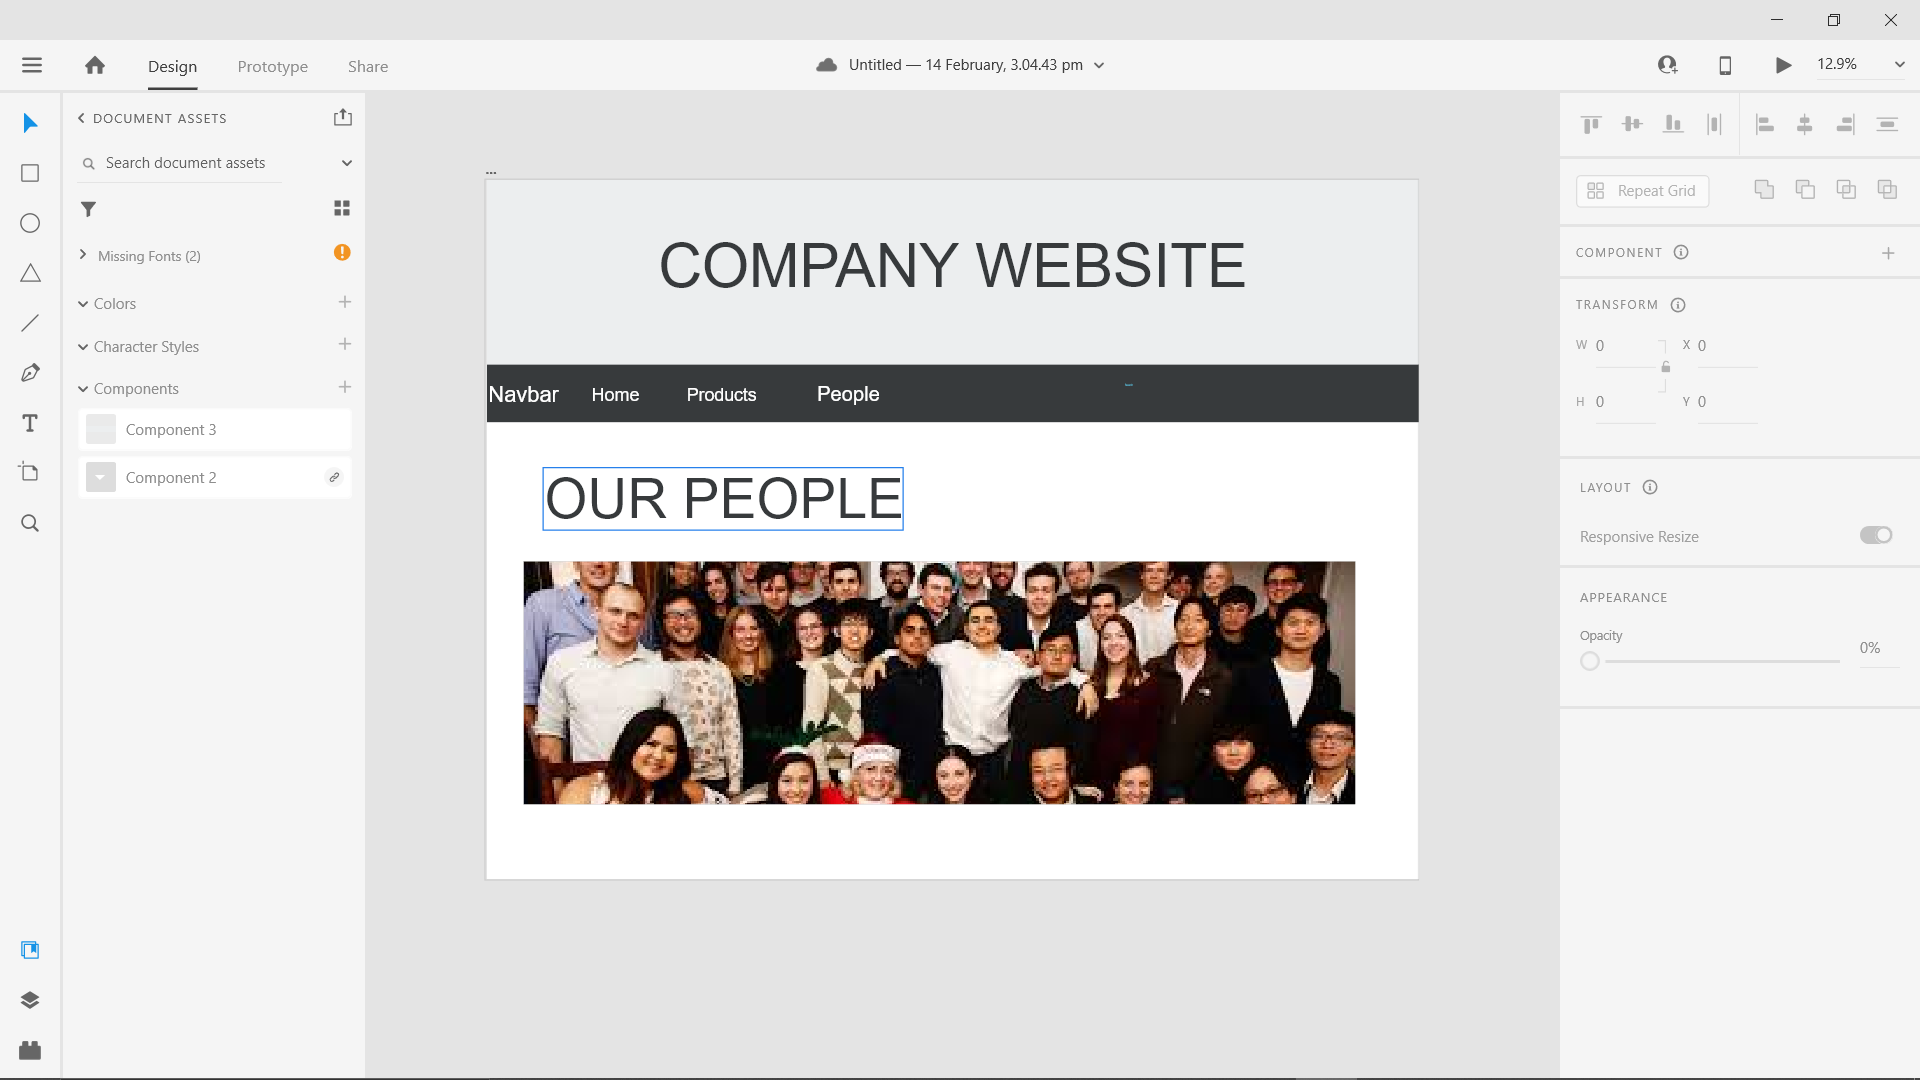 Design
Prototype
Share
Untitled — 14 February, 3.04.43 pm
12.9%
DOCUMENT ASSETS
Search document assets
Missing Fonts (2)
Colors
Character Styles
Components
Component 3
Component 2
...
COMPANY WEBSITE
Navbar Home Products People
OUR PEOPLE
Repeat Grid
COMPONENT
TRANSFORM
W 0 X 0
H 0 Y 0
LAYOUT
Responsive Resize
APPEARANCE
Opacity
0%